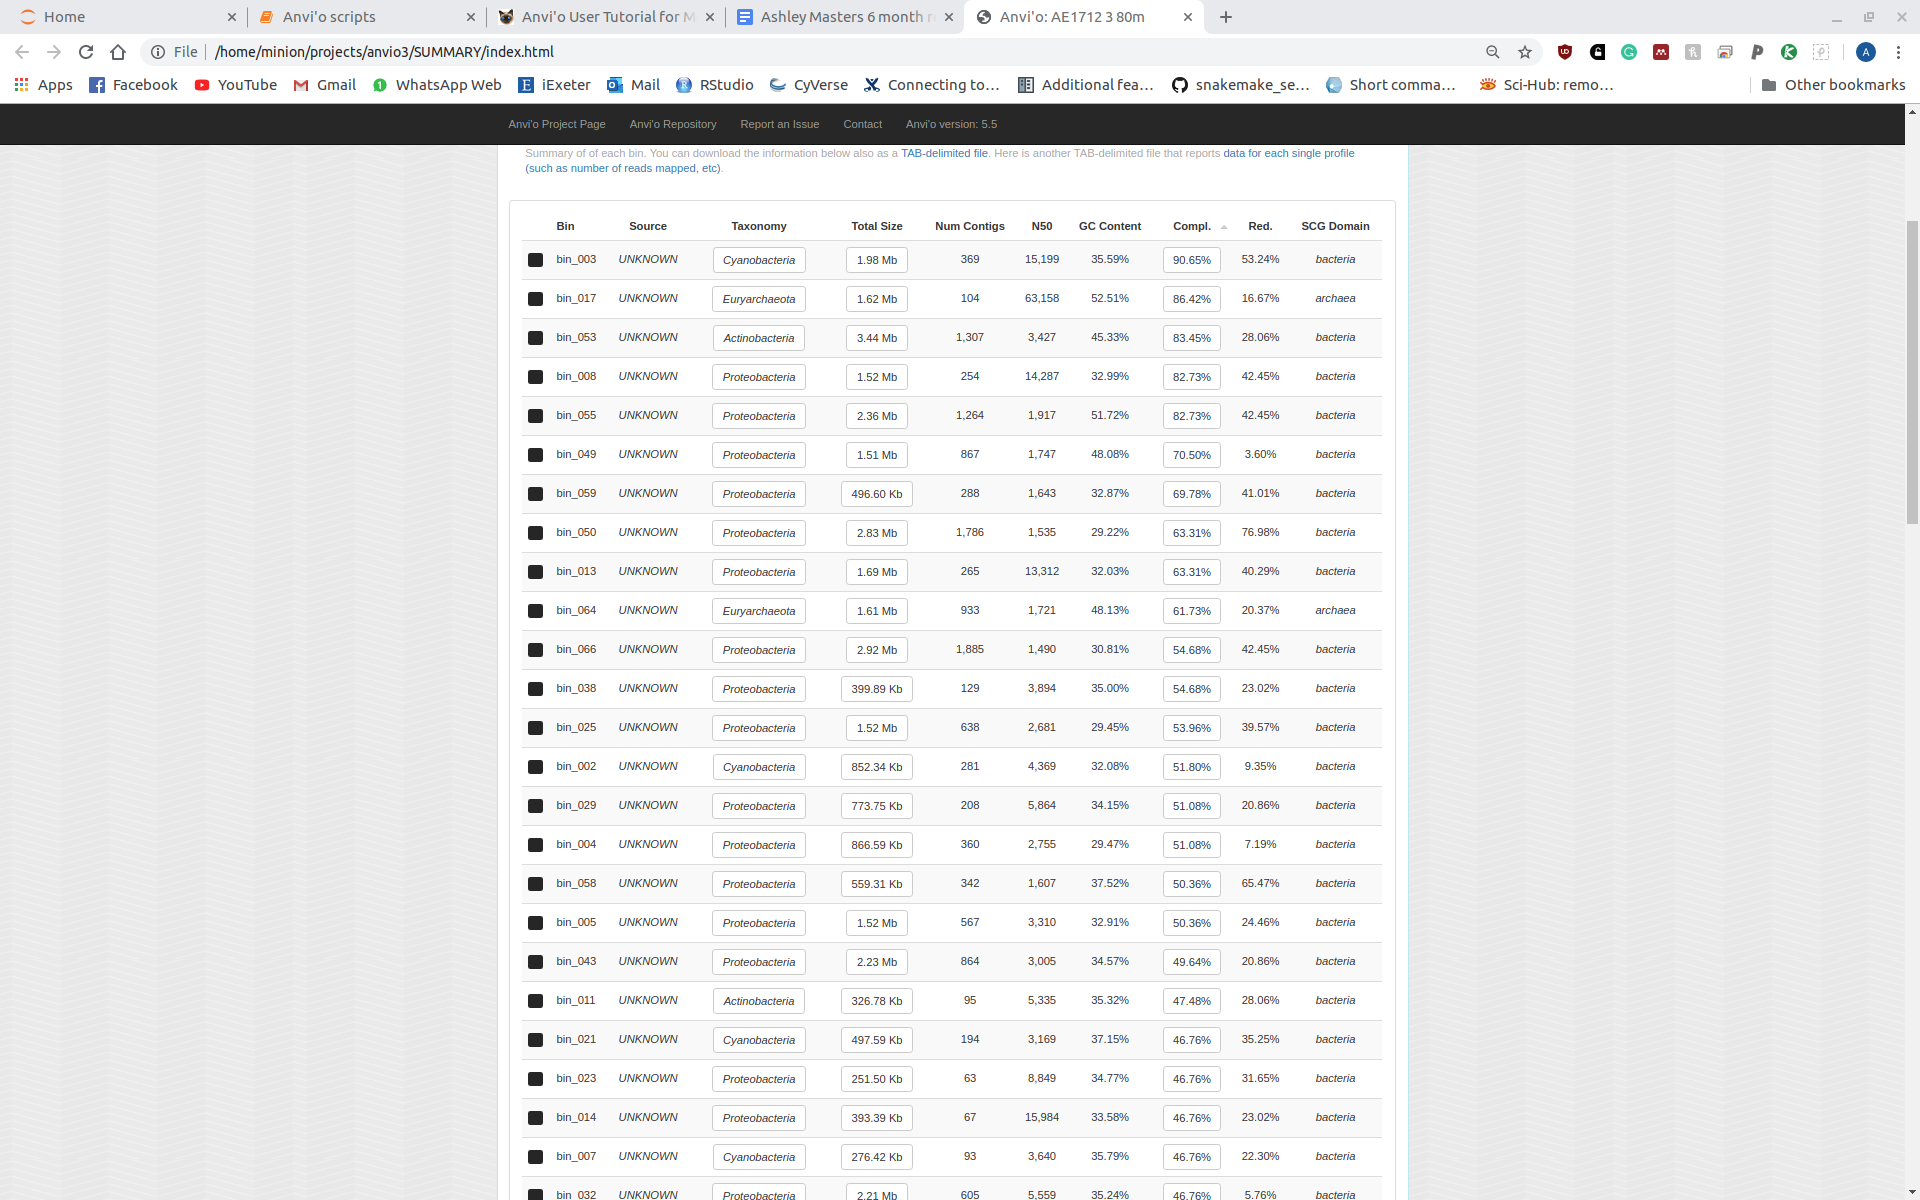 Home
Anvi'o scripts
Anvi'o User Tutorial for M
Ashley Masters 6 month r
Anvi'o: AE1712 3 80m
File /home/minion/projects/anvio3/SUMMARY/index.html
A
Apps Facebook YouTube Gmail WhatsApp Web iExeter Mail RStudio CyVerse Connecting to... Additional fea... snakemake_se... Short comma... Sci-Hub: remo... Other bookmarks
Anvi'o Project Page Anvi'o Repository Report an Issue Contact Anvi'o version: 5.5
Summary of of each bin. You can download the information below also as a TAB-delimited file. Here is another TAB-delimited file that reports data for each single profile
(such as number of reads mapped, etc).
Bin Source Taxonomy Total Size Num Contigs N50 GC Content Compl. Red. SCG Domain
bin_003 UNKNOWN Cyanobacteria 1.98 Mb 369 15,199 35.59% 90.65% 53.24% bacteria
bin_017 UNKNOWN Euryarchaeota 1.62 Mb 104 63,158 52.51% 86.42% 16.67% archaea
bin_053 UNKNOWN Actinobacteria 3.44 Mb 1,307 3,427 45.33% 83.45% 28.06% bacteria
bin_008 UNKNOWN Proteobacteria 1.52 Mb 254 14,287 32.99% 82.73% 42.45% bacteria
bin_055 UNKNOWN Proteobacteria 2.36 Mb 1,264 1,917 51.72% 82.73% 42.45% bacteria
bin_049 UNKNOWN Proteobacteria 1.51 Mb 867 1,747 48.08% 70.50% 3.60% bacteria
bin_059 UNKNOWN Proteobacteria 496.60 Kb 288 1,643 32.87% 69.78% 41.01% bacteria
bin_050 UNKNOWN Proteobacteria 2.83 Mb 1,786 1,535 29.22% 63.31% 76.98% bacteria
bin_013 UNKNOWN Proteobacteria 1.69 Mb 265 13,312 32.03% 63.31% 40.29% bacteria
bin_064 UNKNOWN Euryarchaeota 1.61 Mb 933 1,721 48.13% 61.73% 20.37% archaea
bin_066 UNKNOWN Proteobacteria 2.92 Mb 1,885 1,490 30.81% 54.68% 42.45% bacteria
bin_038 UNKNOWN Proteobacteria 399.89 Kb 129 3,894 35.00% 54.68% 23.02% bacteria
bin_025 UNKNOWN Proteobacteria 1.52 Mb 638 2,681 29.45% 53.96% 39.57% bacteria
bin_002 UNKNOWN Cyanobacteria 852.34 Kb 281 4,369 32.08% 51.80% 9.35% bacteria
bin_029 UNKNOWN Proteobacteria 773.75 Kb 208 5,864 34.15% 51.08% 20.86% bacteria
bin_004 UNKNOWN Proteobacteria 866.59 Kb 360 2,755 29.47% 51.08% 7.19% bacteria
bin_058 UNKNOWN Proteobacteria 559.31 Kb 342 1,607 37.52% 50.36% 65.47% bacteria
bin_005 UNKNOWN Proteobacteria 1.52 Mb 567 3,310 32.91% 50.36% 24.46% bacteria
bin_043 UNKNOWN Proteobacteria 2.23 Mb 864 3,005 34.57% 49.64% 20.86% bacteria
bin_011 UNKNOWN Actinobacteria 326.78 Kb 95 5,335 35.32% 47.48% 28.06% bacteria
bin_021 UNKNOWN Cyanobacteria 497.59 Kb 194 3,169 37.15% 46.76% 35.25% bacteria
bin_023 UNKNOWN Proteobacteria 251.50 Kb 63 8,849 34.77% 46.76% 31.65% bacteria
bin_014 UNKNOWN Proteobacteria 393.39 Kb 67 15,984 33.58% 46.76% 23.02% bacteria
bin_007 UNKNOWN Cyanobacteria 276.42 Kb 93 3,640 35.79% 46.76% 22.30% bacteria
bin_032 UNKNOWN Proteobacteria 2.21 Mb 605 5,559 35.24% 46.76% 5.76% bacteria